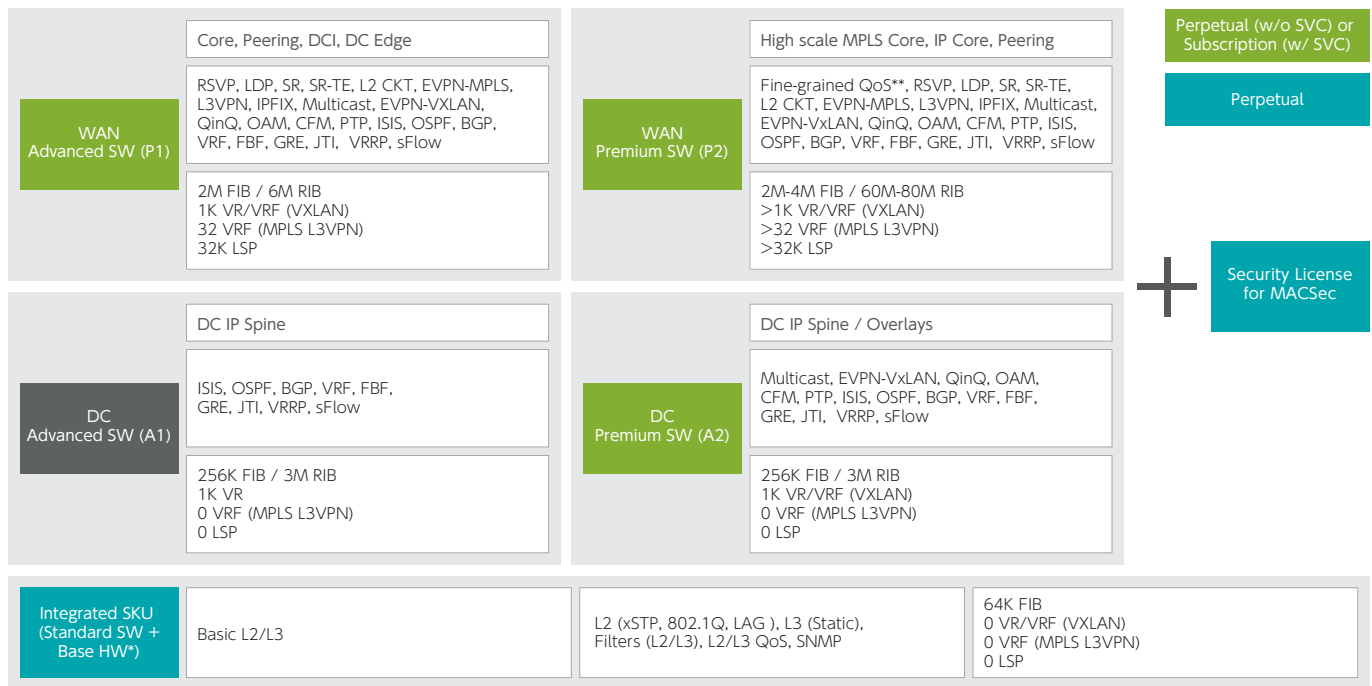 WAN
Advanced SW (P1)
Core, Peering, DCI, DC Edge
RSVP, LDP, SR, SR-TE, L2 CKT, EVPN-MPLS,
L3VPN, IPFIX, Multicast, EVPN-VXLAN,
QinQ, OAM, CFM, PTP, ISIS, OSPF, BGP,
VRF, FBF, GRE, JTI, VRRP, sFlow
2M FIB / 6M RIB
1K VR/VRF (VXLAN)
32 VRF (MPLS L3VPN)
32K LSP
WAN
Premium SW (P2)
High scale MPLS Core, IP Core, Peering
Fine-grained QoS**, RSVP, LDP, SR, SR-TE,
L2 CKT, EVPN-MPLS, L3VPN, IPFIX, Multicast,
EVPN-VxLAN, QinQ, OAM, CFM, PTP, ISIS,
OSPF, BGP, VRF, FBF, GRE, JTI, VRRP, sFlow
2M-4M FIB / 60M-80M RIB
>1K VR/VRF (VXLAN)
>32 VRF (MPLS L3VPN)
>32K LSP
Perpetual (w/o SVC) or
Subscription (w/ SVC)
Perpetual
Security License
for MACSec
DC
Advanced SW (A1)
DC IP Spine
ISIS, OSPF, BGP, VRF, FBF,
GRE, JTI, VRRP, sFlow
256K FIB / 3M RIB
1K VR
0 VRF (MPLS L3VPN)
0 LSP
DC
Premium SW (A2)
DC IP Spine / Overlays
Multicast, EVPN-VxLAN, QinQ, OAM,
CFM, PTP, ISIS, OSPF, BGP, VRF, FBF,
GRE, JTI, VRRP, sFlow
256K FIB / 3M RIB
1K VR/VRF (VXLAN)
0 VRF (MPLS L3VPN)
0 LSP
Integrated SKU
(Standard SW +
Base HW*)
Basic L2/L3
L2 (xSTP, 802.1Q, LAG ), L3 (Static),
Filters (L2/L3), L2/L3 QoS, SNMP
64K FIB
0 VR/VRF (VXLAN)
0 VRF (MPLS L3VPN)
0 LSP